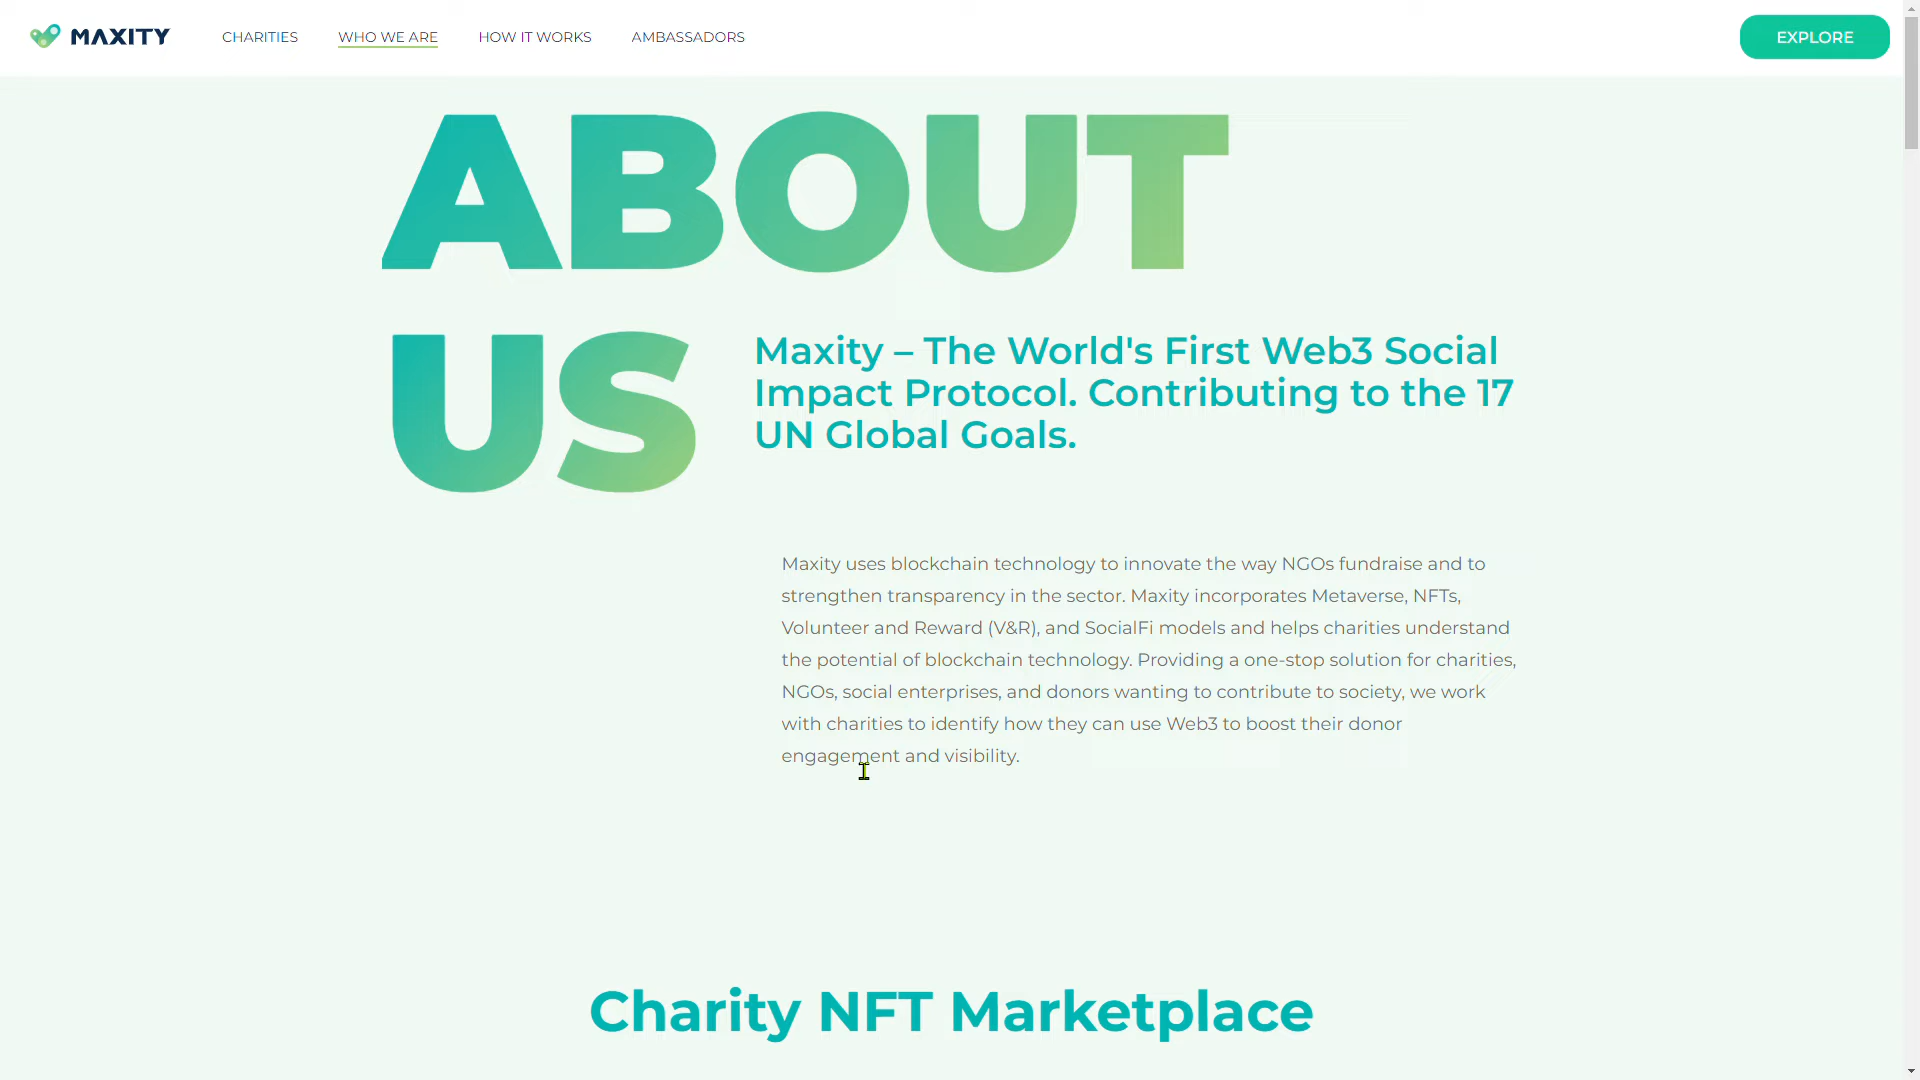 MAXITY
CHARITIES
WHO WE ARE
HOW IT WORKS
AMBASSADORS
EXPLORE
ABOUT
US
Maxity – The World's First Web3 Social
Impact Protocol. Contributing to the 17
UN Global Goals.
Maxity uses blockchain technology to innovate the way NGOs fundraise and to
strengthen transparency in the sector. Maxity incorporates Metaverse, NFTs,
Volunteer and Reward (V&R), and SocialFi models and helps charities understand
the potential of blockchain technology. Providing a one-stop solution for charities,
NGOs, social enterprises, and donors wanting to contribute to society, we work
with charities to identify how they can use Web3 to boost their donor
engagement and visibility.
Charity NFT Marketplace